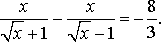 x/(√x + 1) − x/(√x − 1) = −8/3.